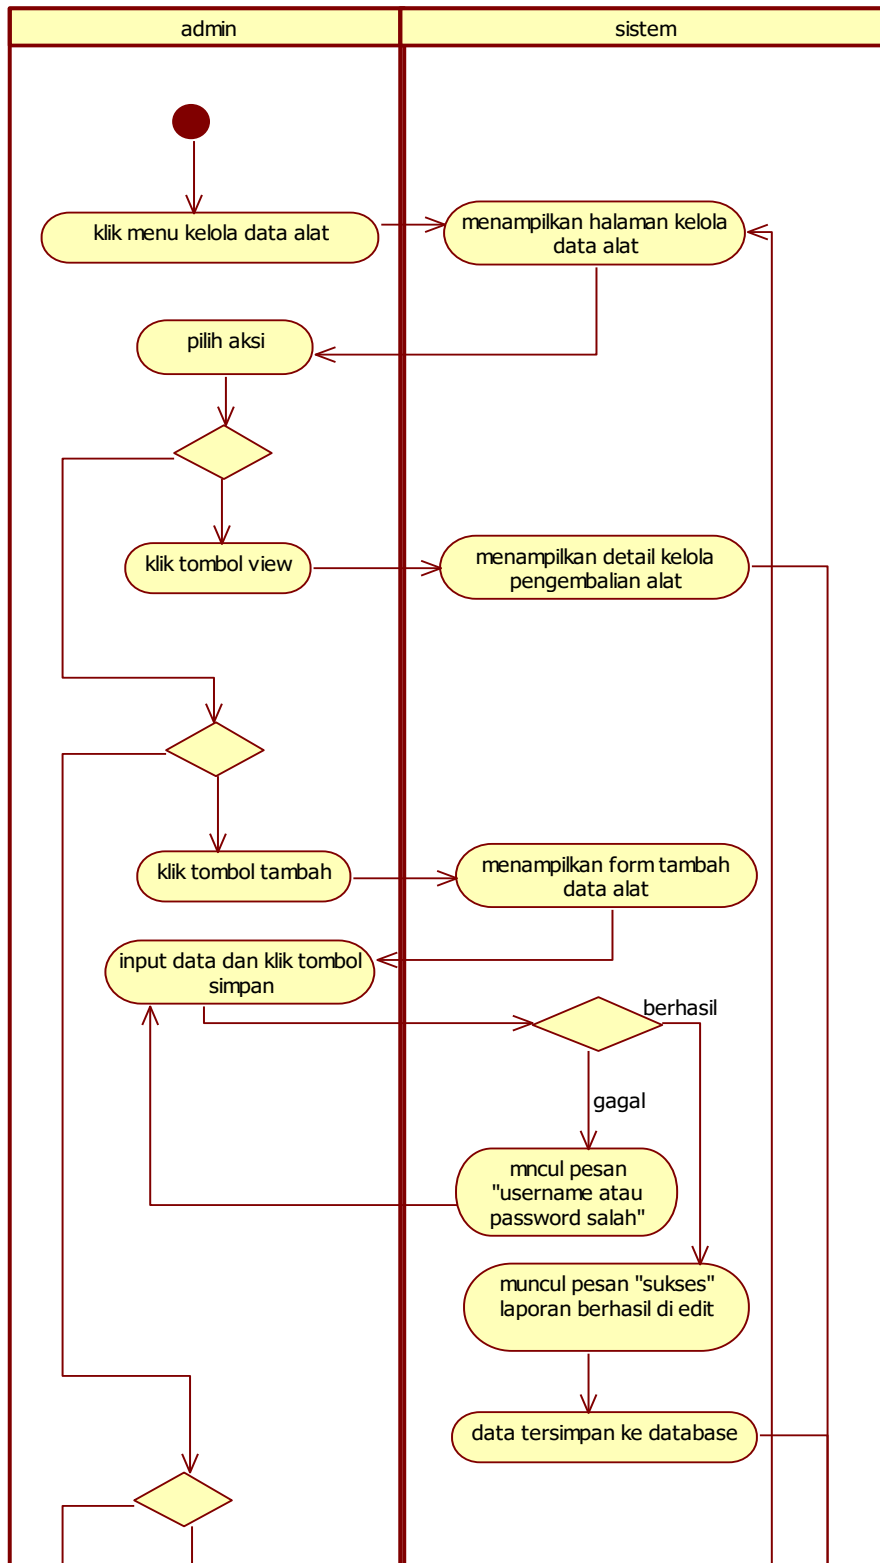 admin
sistem
klik menu kelola data alat
menampilkan halaman kelola
data alat
pilih aksi
klik tombol view
menampilkan detail kelola
pengembalian alat
klik tombol tambah
menampilkan form tambah
data alat
input data dan klik tombol
simpan
berhasil
gagal
mncul pesan
"username atau
password salah"
muncul pesan "sukses"
laporan berhasil di edit
data tersimpan ke database